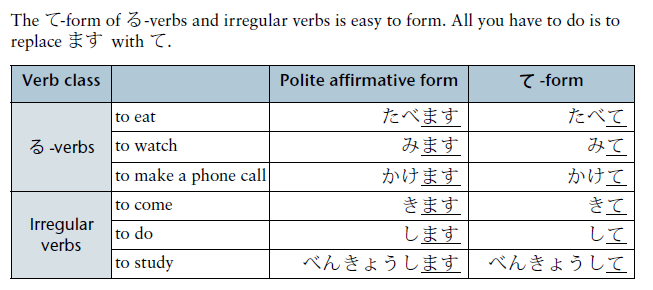 The て-form of る-verbs and irregular verbs is easy to form. All you have to do is to
replace ます with て.
Verb class Polite affirmative form て -form
る -verbs
to eat たべます たべて
to watch みます みて
to make a phone call かけます かけて
Irregular
verbs
to come きます きて
to do します して
to study べんきょうします べんきょうして